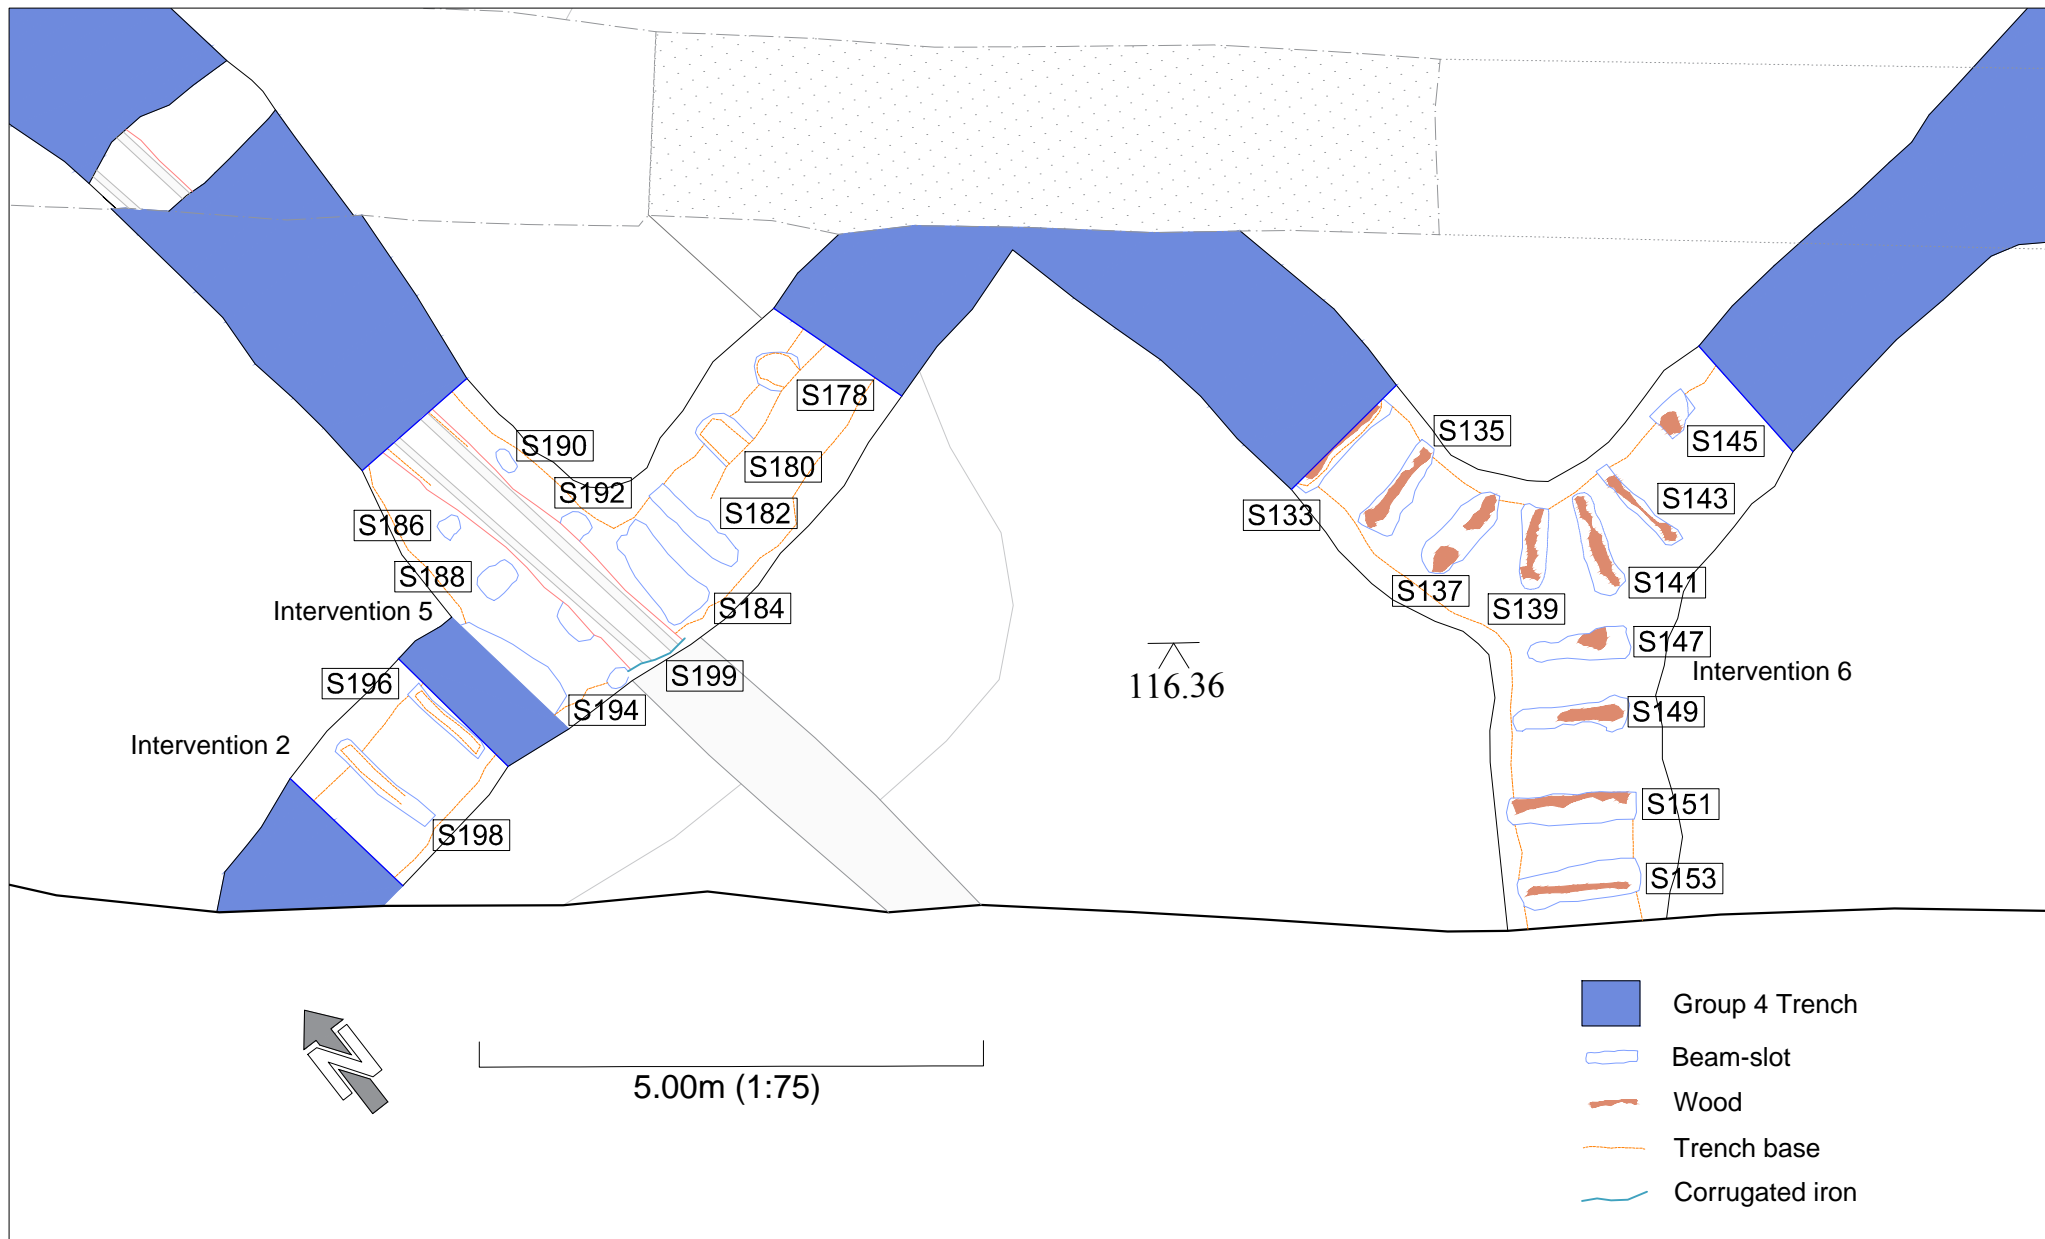 S178
S135
S145
S190
S180
S192
S143
S182
S133
S186
S188
S137
S141
S139
Intervention 5
S184
S147
Intervention 6
S199
S196
116.36
S194
S149
Intervention 2
S151
S198
S153
Group 4 Trench
Beam-slot
5.00m (1:75)
Wood
Trench base
Corrugated iron
N